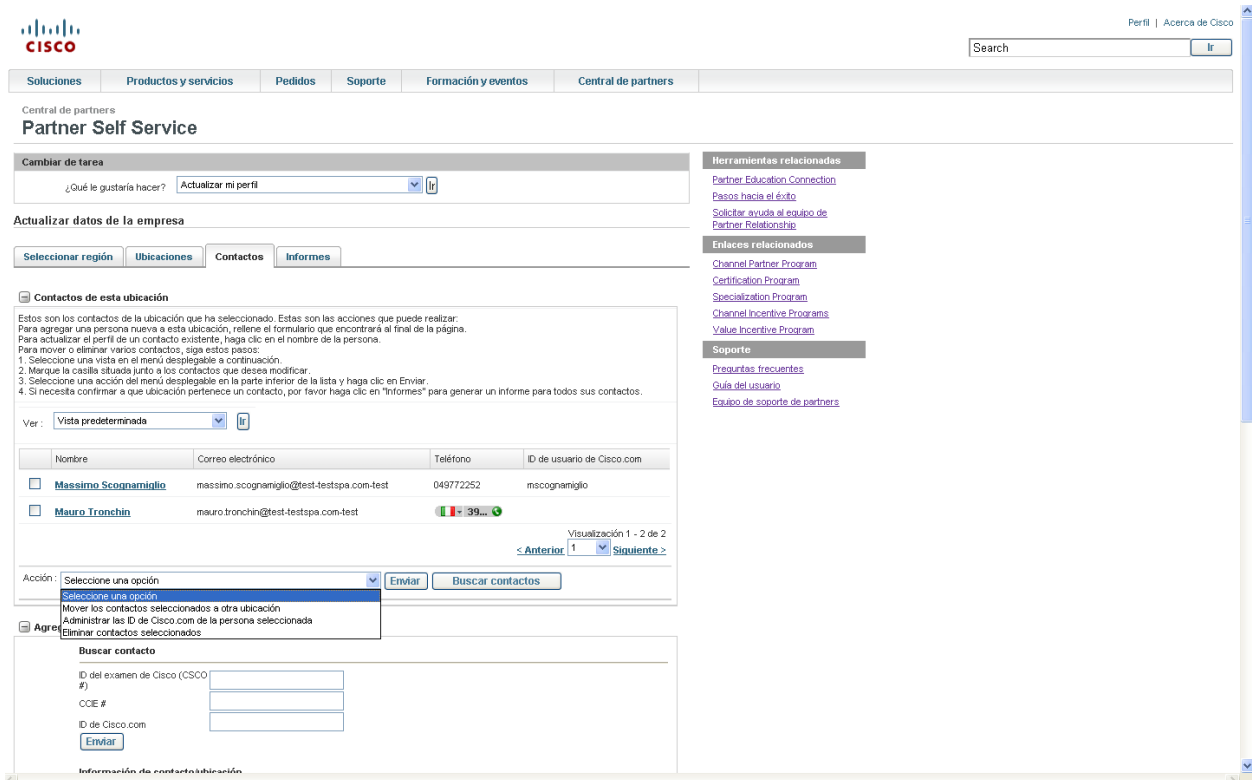 Perfil | Acerca de Cisco
CISCO
Search Ir
Soluciones Productos y servicios Pedidos Soporte Formación y eventos Central de partners
Central de partners
Partner Self Service
Cambiar de tarea
¿Qué le gustaría hacer? Actualizar mi perfil Ir
Actualizar datos de la empresa
Seleccionar región Ubicaciones Contactos Informes
Contactos de esta ubicación
Estos son los contactos de la ubicación que ha seleccionado. Estas son las acciones que puede realizar:
Para agregar una persona nueva a esta ubicación, rellene el formulario que encontrará al final de la página.
Para actualizar el perfil de un contacto existente, haga clic en el nombre de la persona.
Para mover o eliminar varios contactos, siga estos pasos:
1. Seleccione una vista en el menú desplegable a continuación.
2. Marque la casilla situada junto a los contactos que desea modificar.
3. Seleccione una acción del menú desplegable en la parte inferior de la lista y haga clic en Enviar.
4. Si necesita confirmar a que ubicación pertenece un contacto, por favor haga clic en "Informes" para generar un informe para todos sus contactos.
Ver : Vista predeterminada Ir
Nombre Correo electrónico Teléfono ID de usuario de Cisco.com
Massimo Scognamiglio massimo.scognamiglio@test-testspa.com-test 049772252 mscognamiglio
Mauro Tronchin mauro.tronchin@test-testspa.com-test 39...
Visualización 1 - 2 de 2
< Anterior 1 Siguiente >
Acción : Seleccione una opción Enviar Buscar contactos
Seleccione una opción
Mover los contactos seleccionados a otra ubicación
Administrar las ID de Cisco.com de la persona seleccionada
Eliminar contactos seleccionados
Agre
Buscar contacto
ID del examen de Cisco (CSCO
#)
CCIE #
ID de Cisco.com
Enviar
Información de contacto/ubicación
Herramientas relacionadas
Partner Education Connection
Pasos hacia el éxito
Solicitar ayuda al equipo de
Partner Relationship
Enlaces relacionados
Channel Partner Program
Certification Program
Specialization Program
Channel Incentive Programs
Value Incentive Program
Soporte
Preguntas frecuentes
Guía del usuario
Equipo de soporte de partners